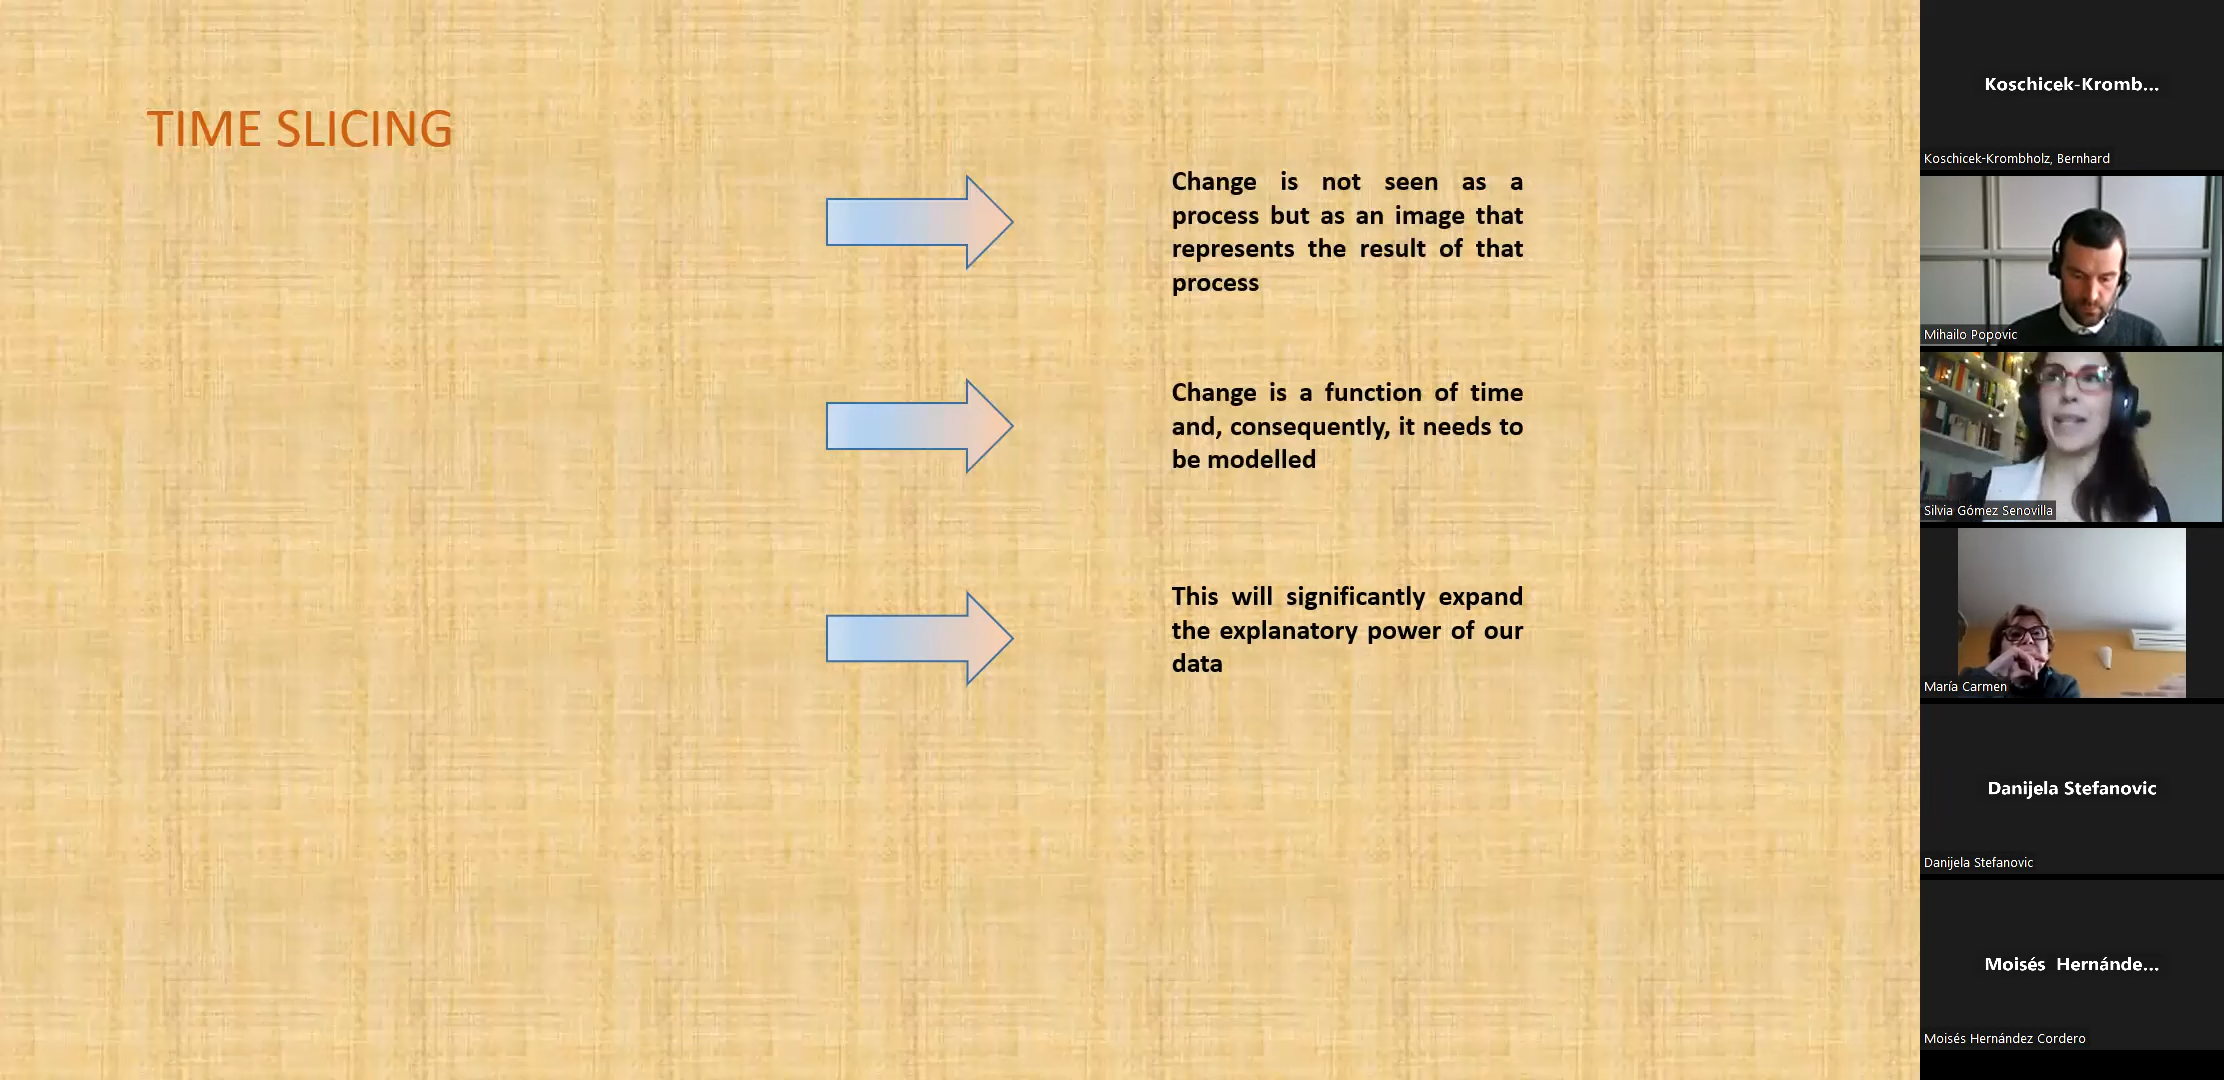 TIME SLICING
Change is not seen as a
process but as an image that
represents the result of that
process
Change is a function of time
and, consequently, it needs to
be modelled
This will significantly expand
the explanatory power of our
data
Koschicek-Kromb...
Koschicek-Krombholz, Bernhard
Mihailo Popovic
Silvia Gómez Senovilla
María Carmen
Danijela Stefanovic
Danijela Stefanovic
Moisés Hernánde...
Moisés Hernández Cordero